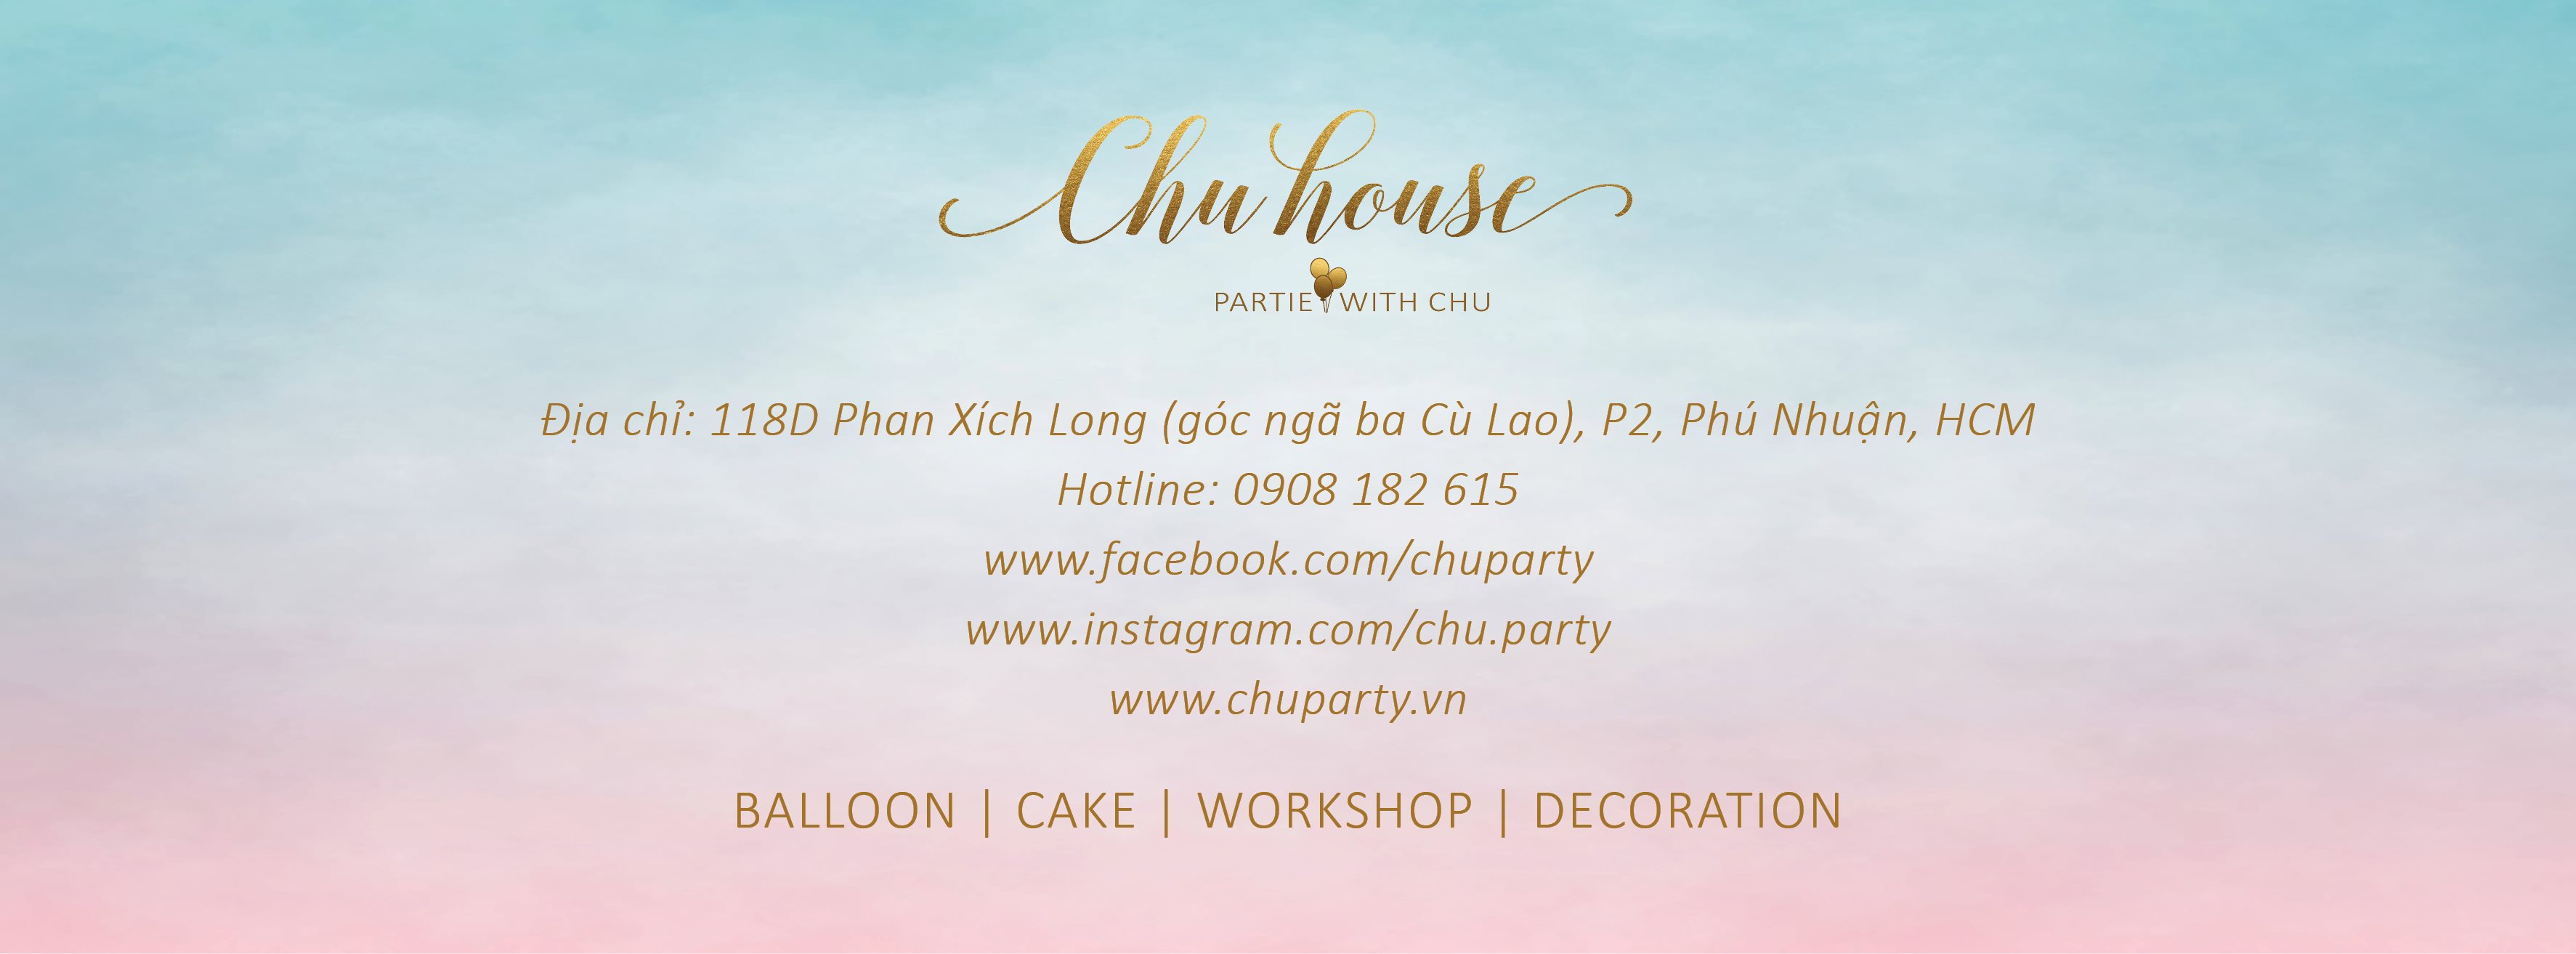 Chu house
PARTIE WITH CHU
Địa chỉ: 118D Phan Xích Long (góc ngã ba Cù Lao), P2, Phú Nhuận, HCM
Hotline: 0908 182 615
www.facebook.com/chuparty
www.instagram.com/chu.party
www.chuparty.vn
BALLOON | CAKE | WORKSHOP | DECORATION